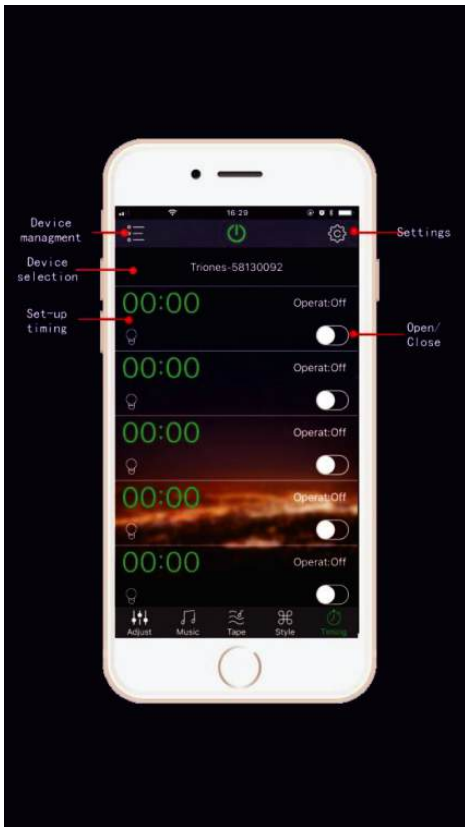 16:29
Device
managment
Settings
Device
selection
Triones-58130092
Set-up
timing
00:00
Operat:Off
Open/
Close
00:00
Operat:Off
00:00
Operat:Off
00:00
Operat:Off
00:00
Operat:Off
Adjust
Music
Tape
Style
Timing